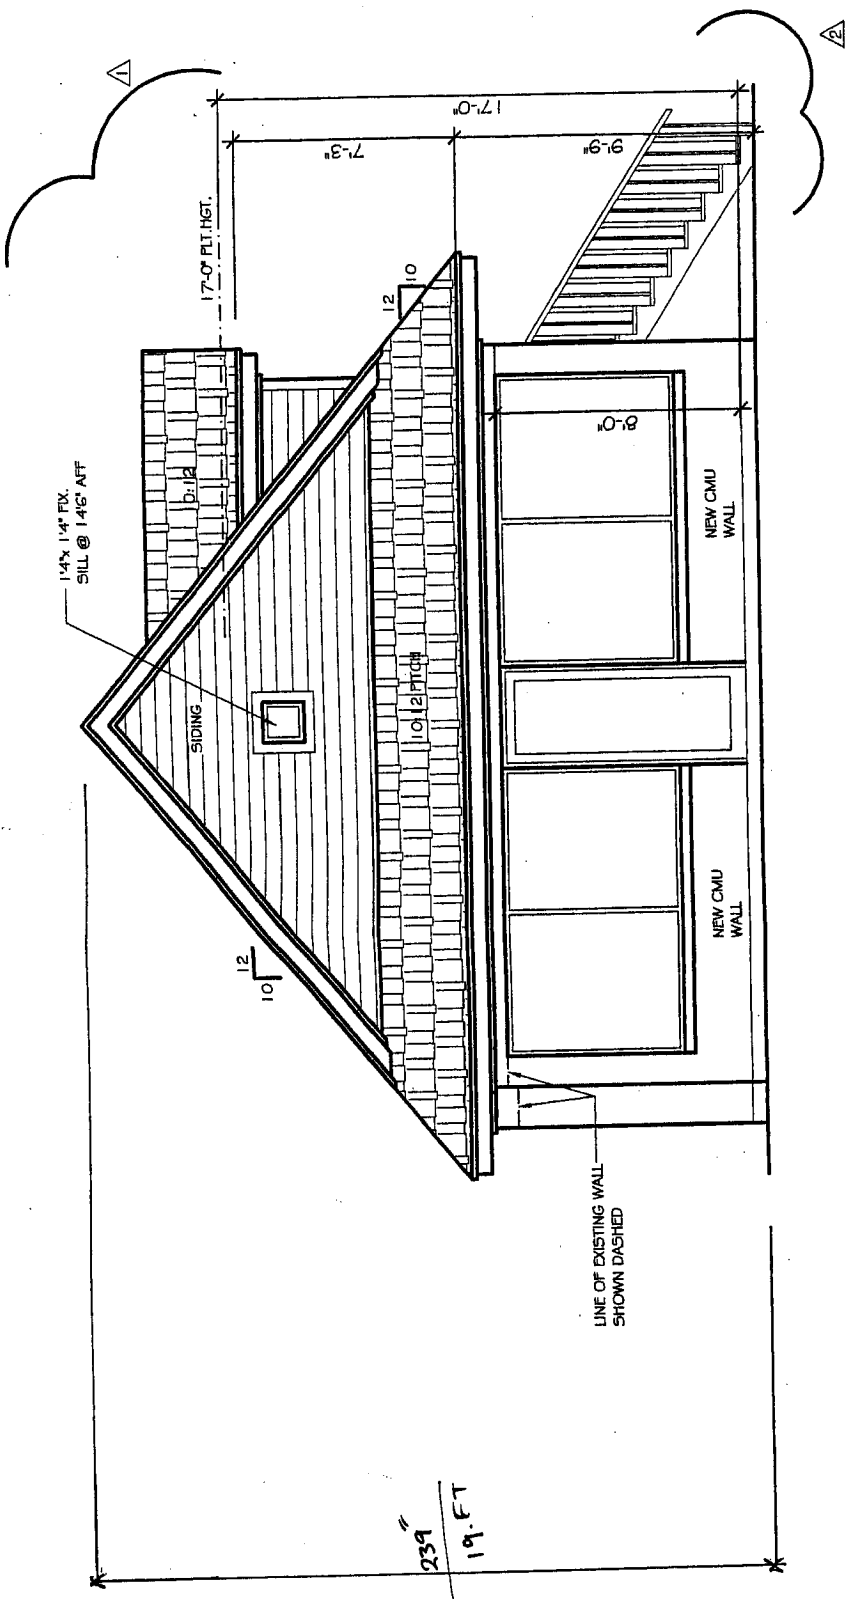 1
2
17'-0" PLT.HGT.
17'-0"
7'-3"
9'-9"
12
10
8'-0"
1'4"x 1'4" FIX.
SILL @ 14'6" AFF
0:12
SIDING
10:12 PITCH
NEW CMU
WALL
12
10
NEW CMU
WALL
LINE OF EXISTING WALL
SHOWN DASHED
239"
19.FT